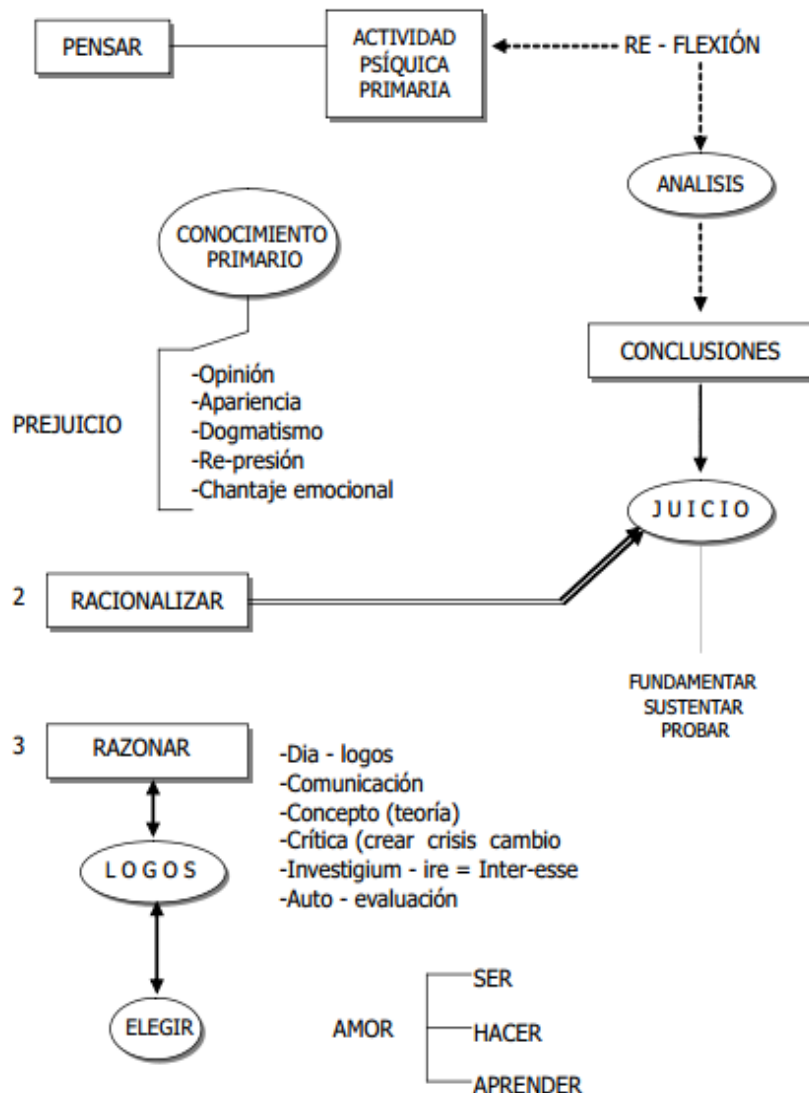 PENSAR
ACTIVIDAD
PSÍQUICA
PRIMARIA
RE - FLEXIÓN
ANALISIS
CONOCIMIENTO
PRIMARIO
CONCLUSIONES
PREJUICIO
-Opinión
-Apariencia
-Dogmatismo
-Re-presión
-Chantaje emocional
JUICIO
2 RACIONALIZAR
FUNDAMENTAR
SUSTENTAR
PROBAR
3 RAZONAR
-Dia - logos
-Comunicación
-Concepto (teoría)
-Crítica (crear crisis cambio
-Investigium - ire = Inter-esse
-Auto - evaluación
LOGOS
ELEGIR
AMOR
SER
HACER
APRENDER